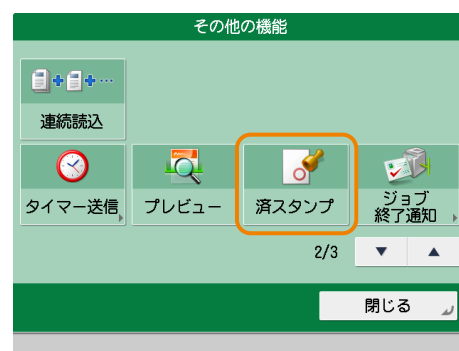 その他の機能
連続読込
タイマー送信
プレビュー
済スタンプ
ジョブ
終了通知
2/3
閉じる